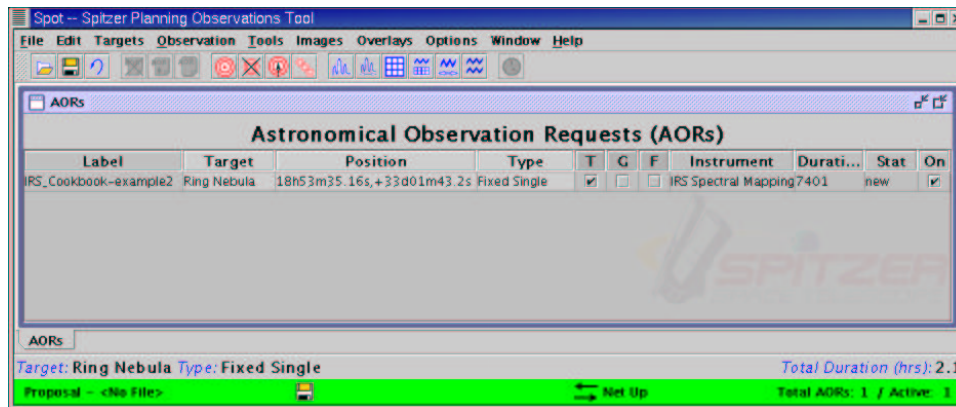 Spot -- Spitzer Planning Observations Tool
File Edit Targets Observation Tools Images Overlays Options Window Help
AORs
Astronomical Observation Requests (AORs)
Label Target Position Type T G F Instrument Durati... Stat On
IRS_Cookbook-example2 Ring Nebula 18h53m35.16s,+33d01m43.2s Fixed Single IRS Spectral Mapping 7401 new
SPITZER
AORs
Target: Ring Nebula Type: Fixed Single Total Duration (hrs): 2.1
Proposal - <No File> Net Up Total AORs: 1 / Active: 1